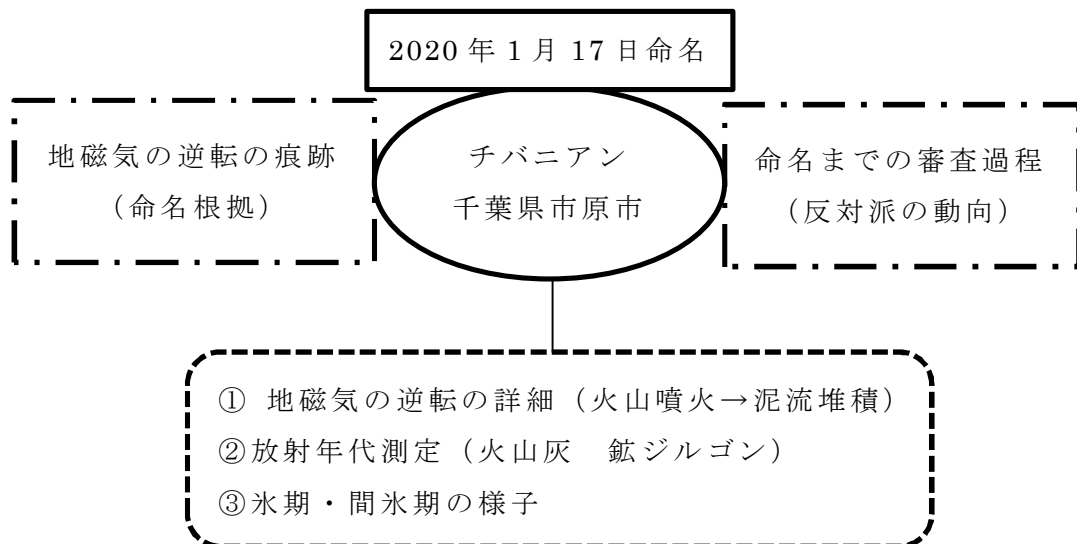 2020年1月17日命名
地磁気の逆転の痕跡
（命名根拠）
チバニアン
千葉県市原市
命名までの審査過程
（反対派の動向）
① 地磁気の逆転の詳細（火山噴火→泥流堆積）
②放射年代測定（火山灰　鉱ジルゴン）
③氷期・間氷期の様子